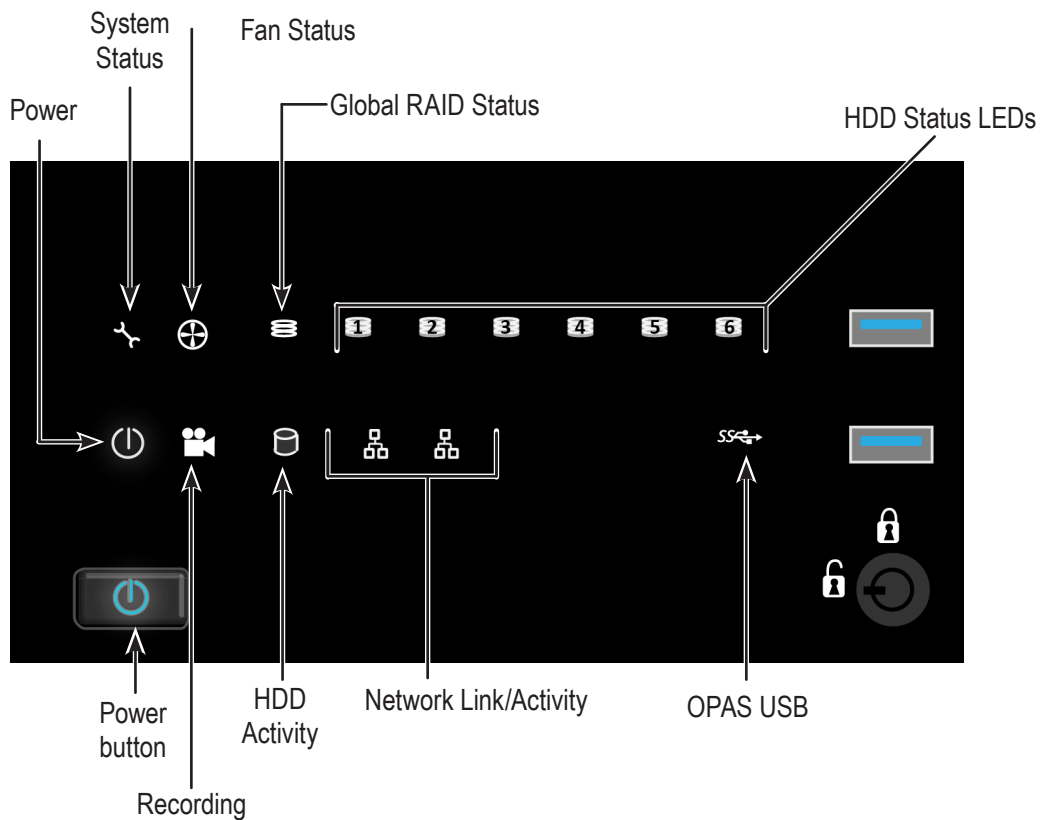 System
Status
Fan Status
Global RAID Status
Power
HDD Status LEDs
1
2
3
4
5
6
SS
Power
button
Recording
HDD
Activity
Network Link/Activity
OPAS USB